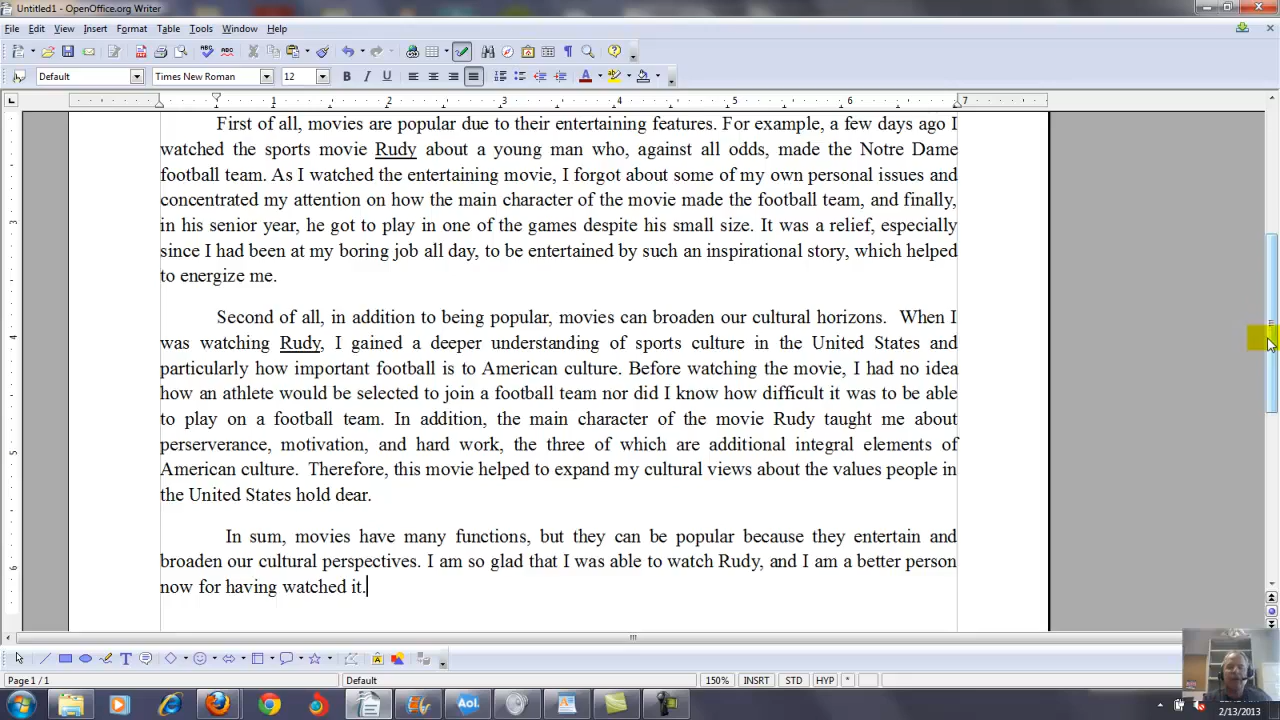 Untitled1 - OpenOffice.org Writer
File Edit View Insert Format Table Tools Window Help
Default Times New Roman 12
1 2 3 4 5 6 7
First of all, movies are popular due to their entertaining features. For example, a few days ago I
watched the sports movie Rudy about a young man who, against all odds, made the Notre Dame
football team. As I watched the entertaining movie, I forgot about some of my own personal issues and
concentrated my attention on how the main character of the movie made the football team, and finally,
in his senior year, he got to play in one of the games despite his small size. It was a relief, especially
since I had been at my boring job all day, to be entertained by such an inspirational story, which helped
to energize me.
Second of all, in addition to being popular, movies can broaden our cultural horizons.  When I
was watching Rudy, I gained a deeper understanding of sports culture in the United States and
particularly how important football is to American culture. Before watching the movie, I had no idea
how an athlete would be selected to join a football team nor did I know how difficult it was to be able
to play on a football team. In addition, the main character of the movie Rudy taught me about
perserverance, motivation, and hard work, the three of which are additional integral elements of
American culture.  Therefore, this movie helped to expand my cultural views about the values people in
the United States hold dear.
In sum, movies have many functions, but they can be popular because they entertain and
broaden our cultural perspectives. I am so glad that I was able to watch Rudy, and I am a better person
now for having watched it.
Page 1 / 1 Default 150% INSRT STD HYP *
Aol.
2/13/2013